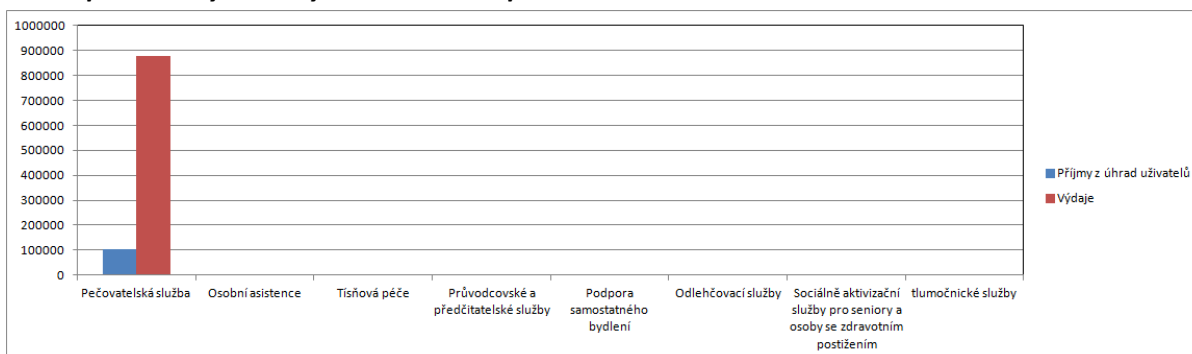 1000000
900000
800000
700000
600000
500000
400000
300000
200000
100000
0
Pečovatelská služba
Osobní asistence
Tísňová péče
Průvodcovské a
předčitatelské služby
Podpora
samostatného
bydlení
Odlehčovací služby
Sociálně aktivizační
služby pro seniory a
osoby se zdravotním
postižením
tlumočnické služby
Příjmy z úhrad uživatelů
Výdaje